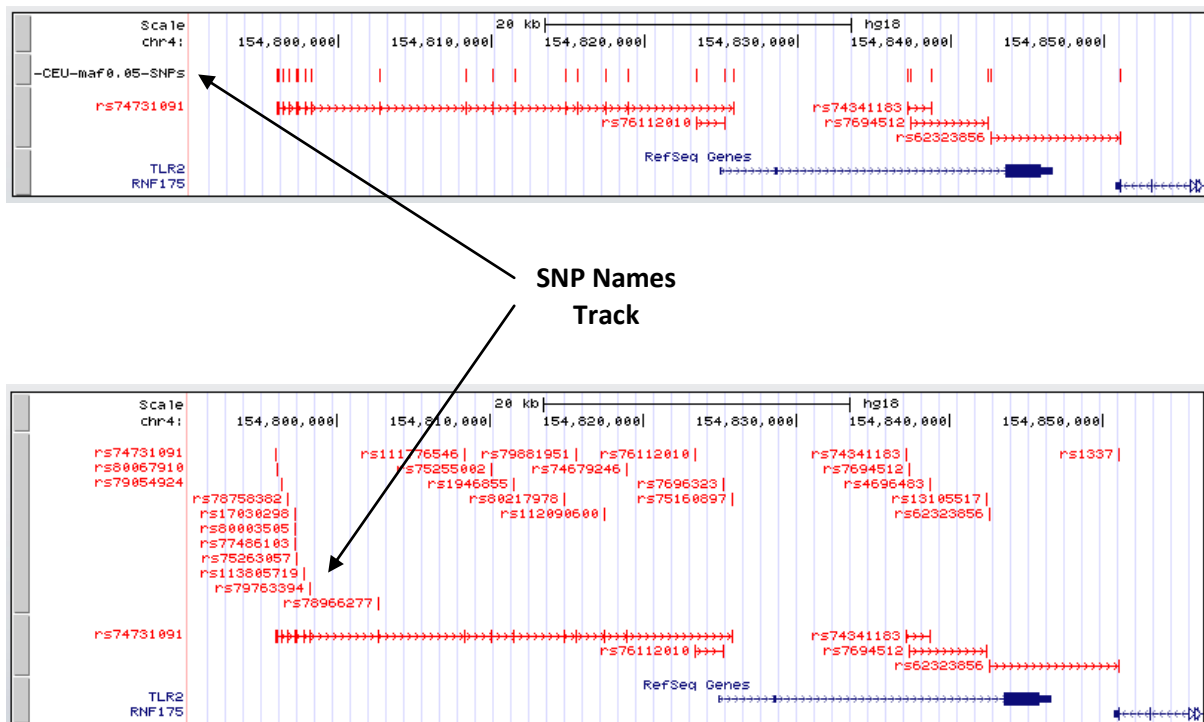 Scale 20 kb hg18
chr4: 154,800,000| 154,810,000| 154,820,000| 154,830,000| 154,840,000| 154,850,000|
-CEU-maf0.05-SNPs
rs74731091 rs74341183
rs76112010 rs7694512
rs62323856
RefSeq Genes
TLR2
RNF175
SNP Names
Track
Scale 20 kb hg18
chr4: 154,800,000| 154,810,000| 154,820,000| 154,830,000| 154,840,000| 154,850,000|
rs74731091 rs111776546 rs79881951 rs76112010 rs74341183 rs1337
rs80067910 rs75255002 rs74679246 rs7694512
rs79054924 rs1946855 rs7696323 rs4696483
rs78758382 rs80217978 rs75160897 rs13105517
rs17030298 rs112090600 rs62323856
rs80003505
rs77486103
rs75263057
rs113805719
rs79763394
rs78966277
rs74731091 rs74341183
rs76112010 rs7694512
rs62323856
RefSeq Genes
TLR2
RNF175